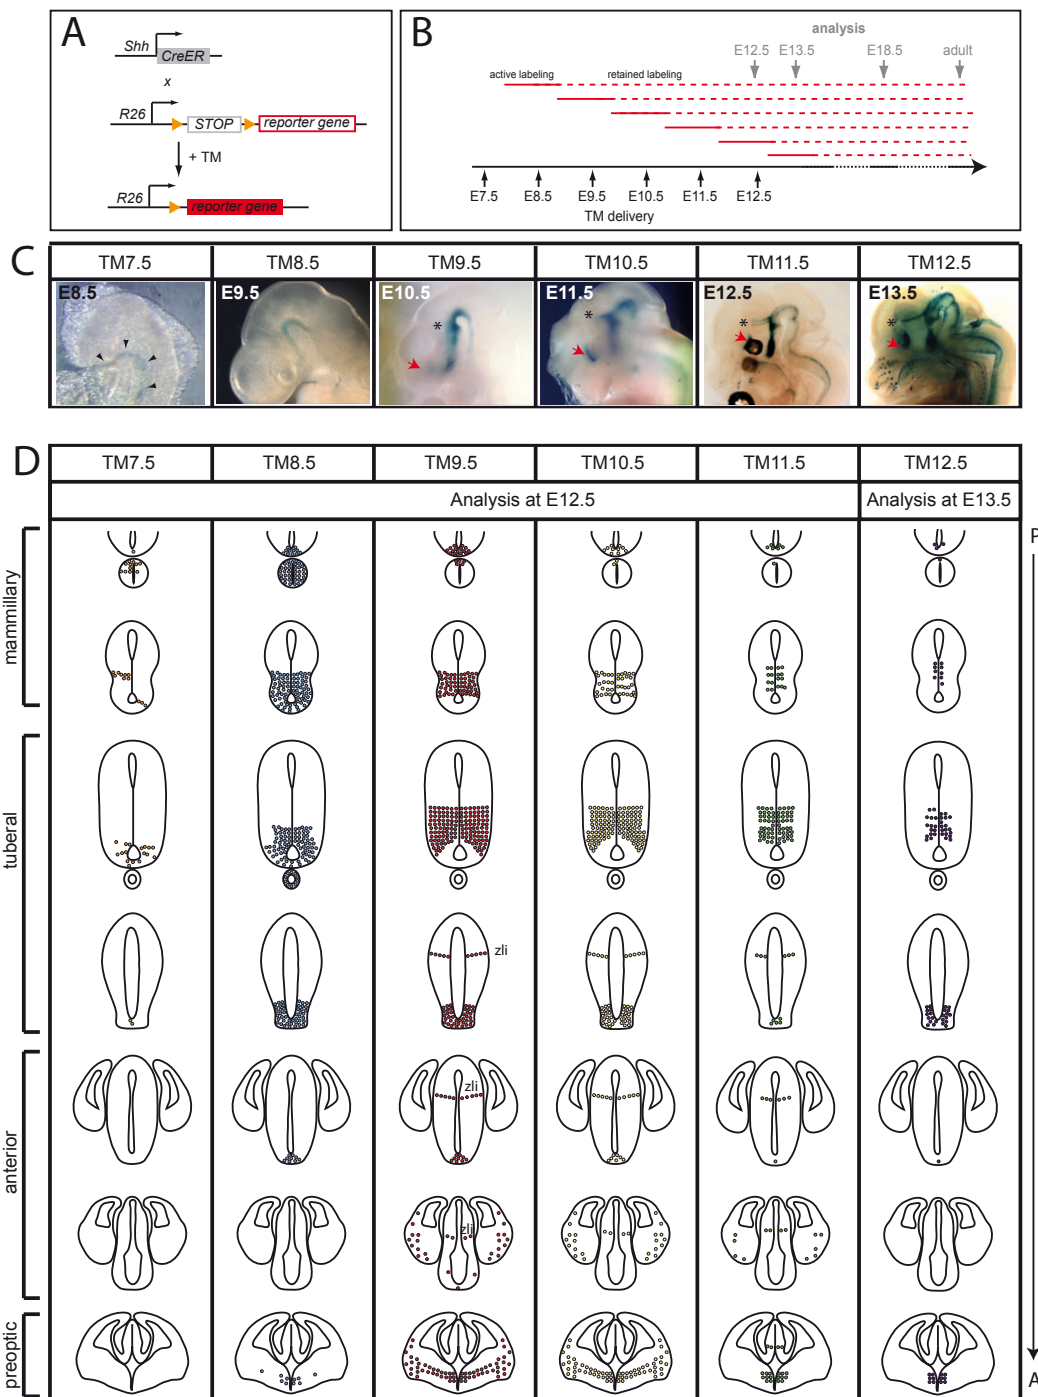 A
Shh
CreER
x
R26
STOP
reporter gene
+ TM
R26
reporter gene
B
analysis
E12.5 E13.5 E18.5 adult
active labeling retained labeling
E7.5 E8.5 E9.5 E10.5 E11.5 E12.5
TM delivery
C
TM7.5 TM8.5 TM9.5 TM10.5 TM11.5 TM12.5
E8.5 E9.5 E10.5 E11.5 E12.5 E13.5
* * * *
D
TM7.5 TM8.5 TM9.5 TM10.5 TM11.5 TM12.5
Analysis at E12.5 Analysis at E13.5
P
mammillary
tuberal
zli
anterior
zli
zli
preoptic
A